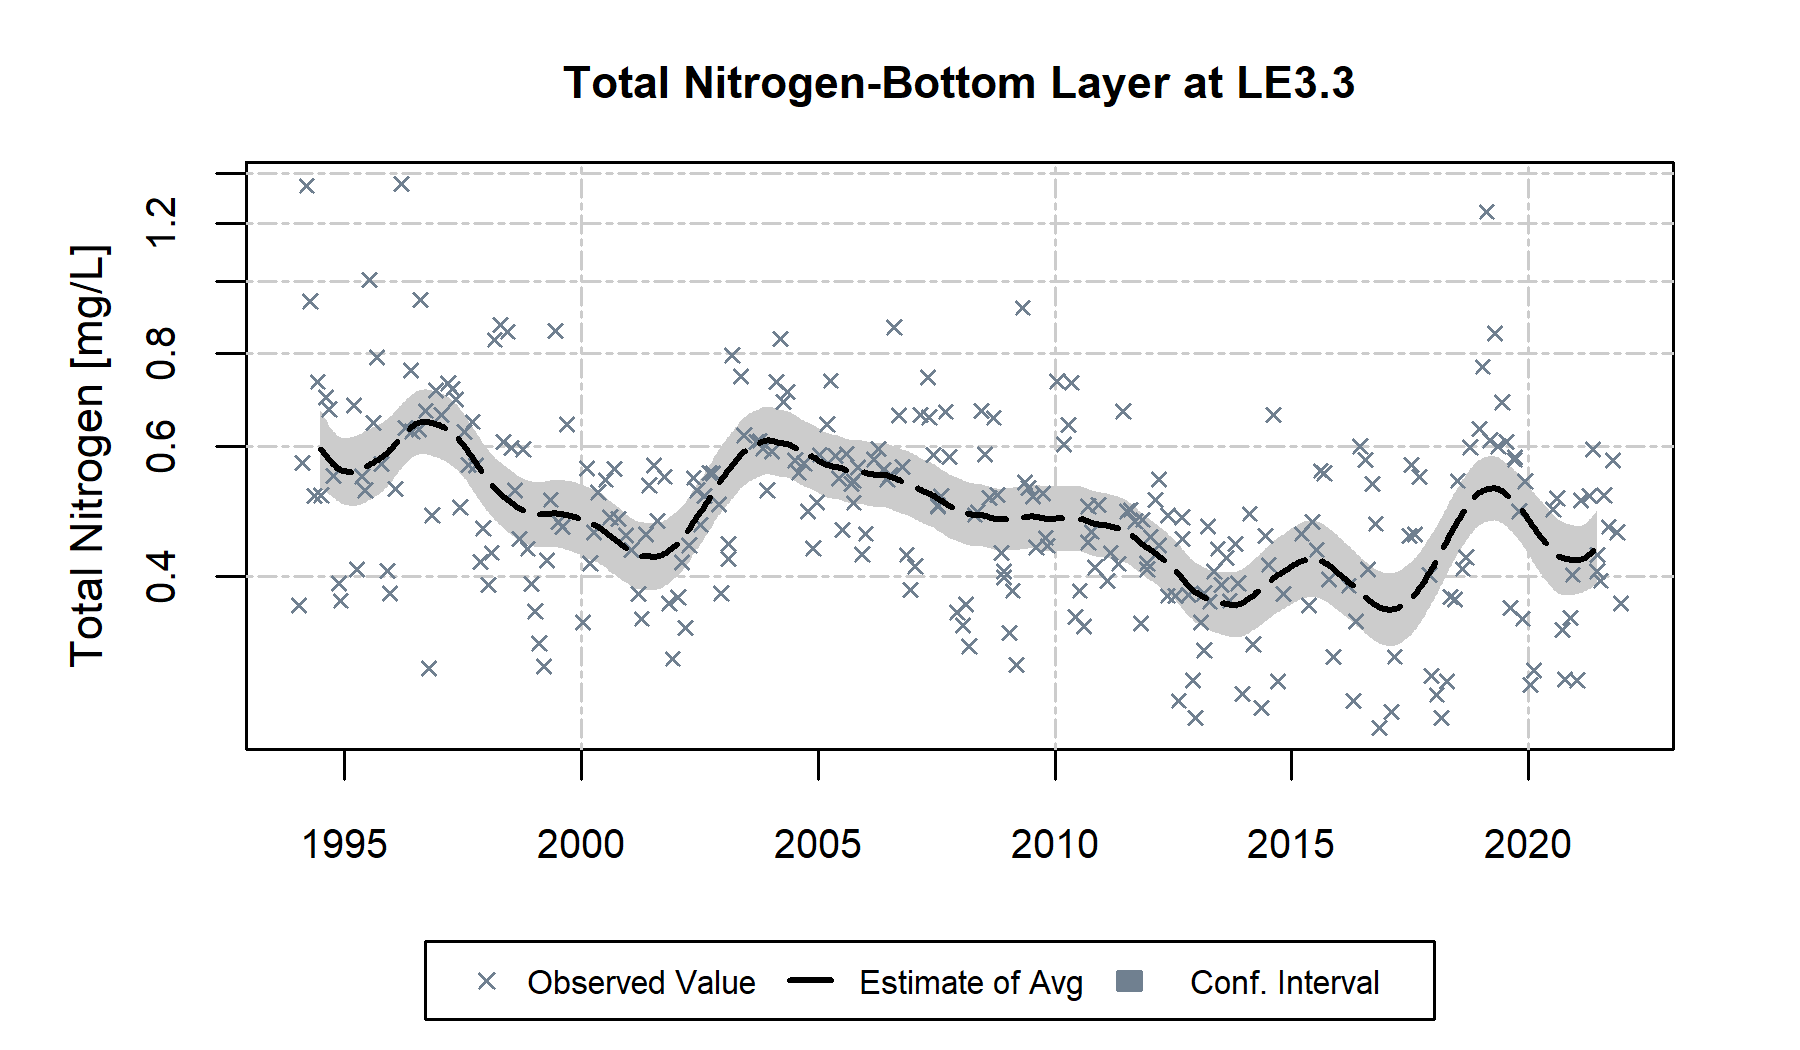 Total Nitrogen-Bottom Layer at LE3.3
Total Nitrogen [mg/L]
1.2
0.8
0.6
0.4
1995 2000 2005 2010 2015 2020
Observed Value Estimate of Avg Conf. Interval